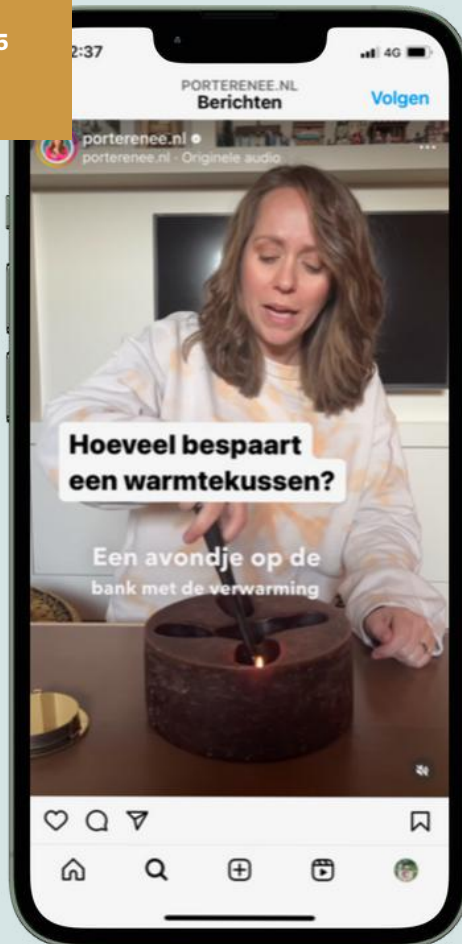 5
2:37
4G
PORTERENEE.NL
Berichten
Volgen
porterenee.nl
porterenee.nl · Originele audio
Hoeveel bespaart
een warmtekussen?
Een avondje op de
bank met de verwarming